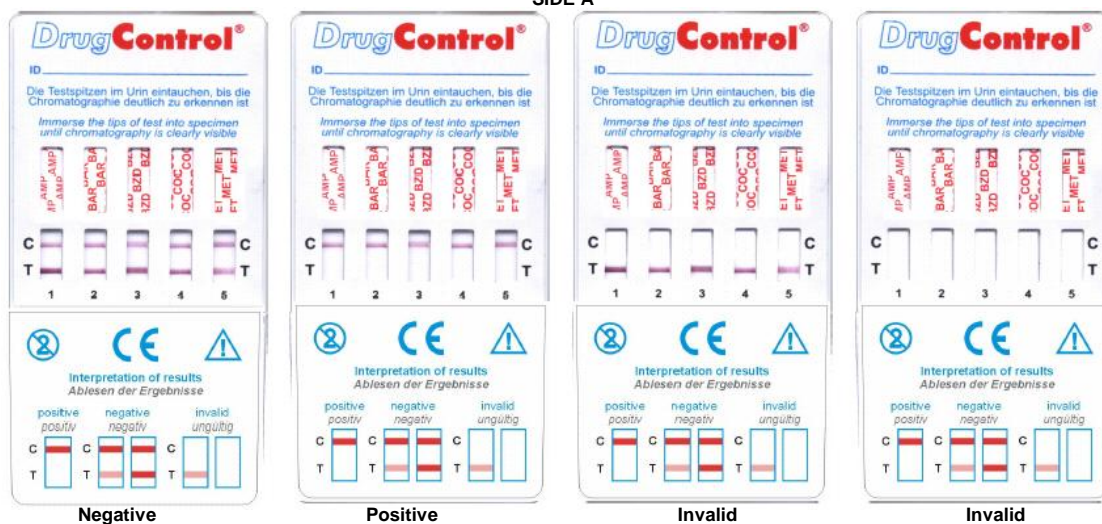 SIDE A
DrugControl®
ID
Die Testspitzen im Urin eintauchen, bis die
Chromatographie deutlich zu erkennen ist
Immerse the tips of test into specimen
until chromatography is clearly visible
AMP BAR BZD COC MET
C C
T T
1 2 3 4 5
2
CE
Interpretation of results
Ablesen der Ergebnisse
positive negative invalid
positiv negativ ungültig
C C C
T T T
Negative
DrugControl®
ID
Die Testspitzen im Urin eintauchen, bis die
Chromatographie deutlich zu erkennen ist
Immerse the tips of test into specimen
until chromatography is clearly visible
AMP BAR BZD COC MET
C C
T T
1 2 3 4 5
2
CE
Interpretation of results
Ablesen der Ergebnisse
positive negative invalid
positiv negativ ungültig
C C C
T T T
Positive
DrugControl®
ID
Die Testspitzen im Urin eintauchen, bis die
Chromatographie deutlich zu erkennen ist
Immerse the tips of test into specimen
until chromatography is clearly visible
AMP BAR BZD COC MET
C C
T T
1 2 3 4 5
2
CE
Interpretation of results
Ablesen der Ergebnisse
positive negative invalid
positiv negativ ungültig
C C C
T T T
Invalid
DrugControl®
ID
Die Testspitzen im Urin eintauchen, bis die
Chromatographie deutlich zu erkennen ist
Immerse the tips of test into specimen
until chromatography is clearly visible
AMP BAR BZD COC MET
C C
T T
1 2 3 4 5
2
CE
Interpretation of results
Ablesen der Ergebnisse
positive negative invalid
positiv negativ ungültig
C C C
T T T
Invalid